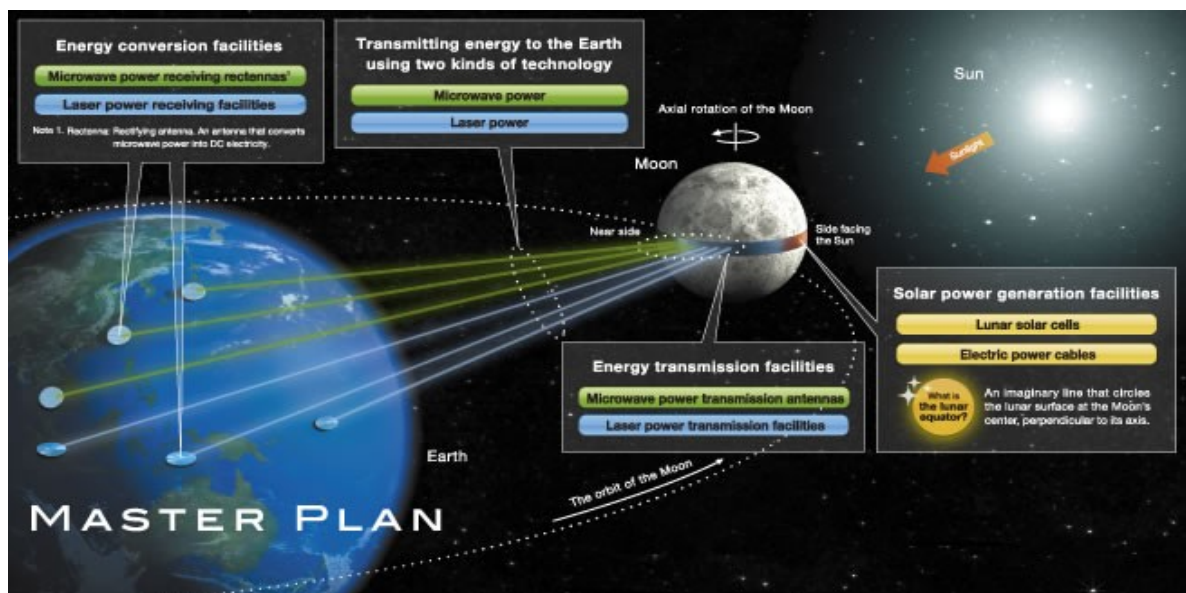 Energy conversion facilities
Microwave power receiving rectennas¹
Laser power receiving facilities
Note 1. Rectenna: Rectifying antenna. An antenna that converts
microwave power into DC electricity.
Transmitting energy to the Earth
using two kinds of technology
Microwave power
Laser power
Sun
Sunlight
Axial rotation of the Moon
Moon
Near side
Side facing
the Sun
Solar power generation facilities
Lunar solar cells
Electric power cables
What is
the lunar
equator?
An imaginary line that circles
the lunar surface at the Moon's
center, perpendicular to its axis.
Energy transmission facilities
Microwave power transmission antennas
Laser power transmission facilities
Earth
The orbit of the Moon
MASTER PLAN